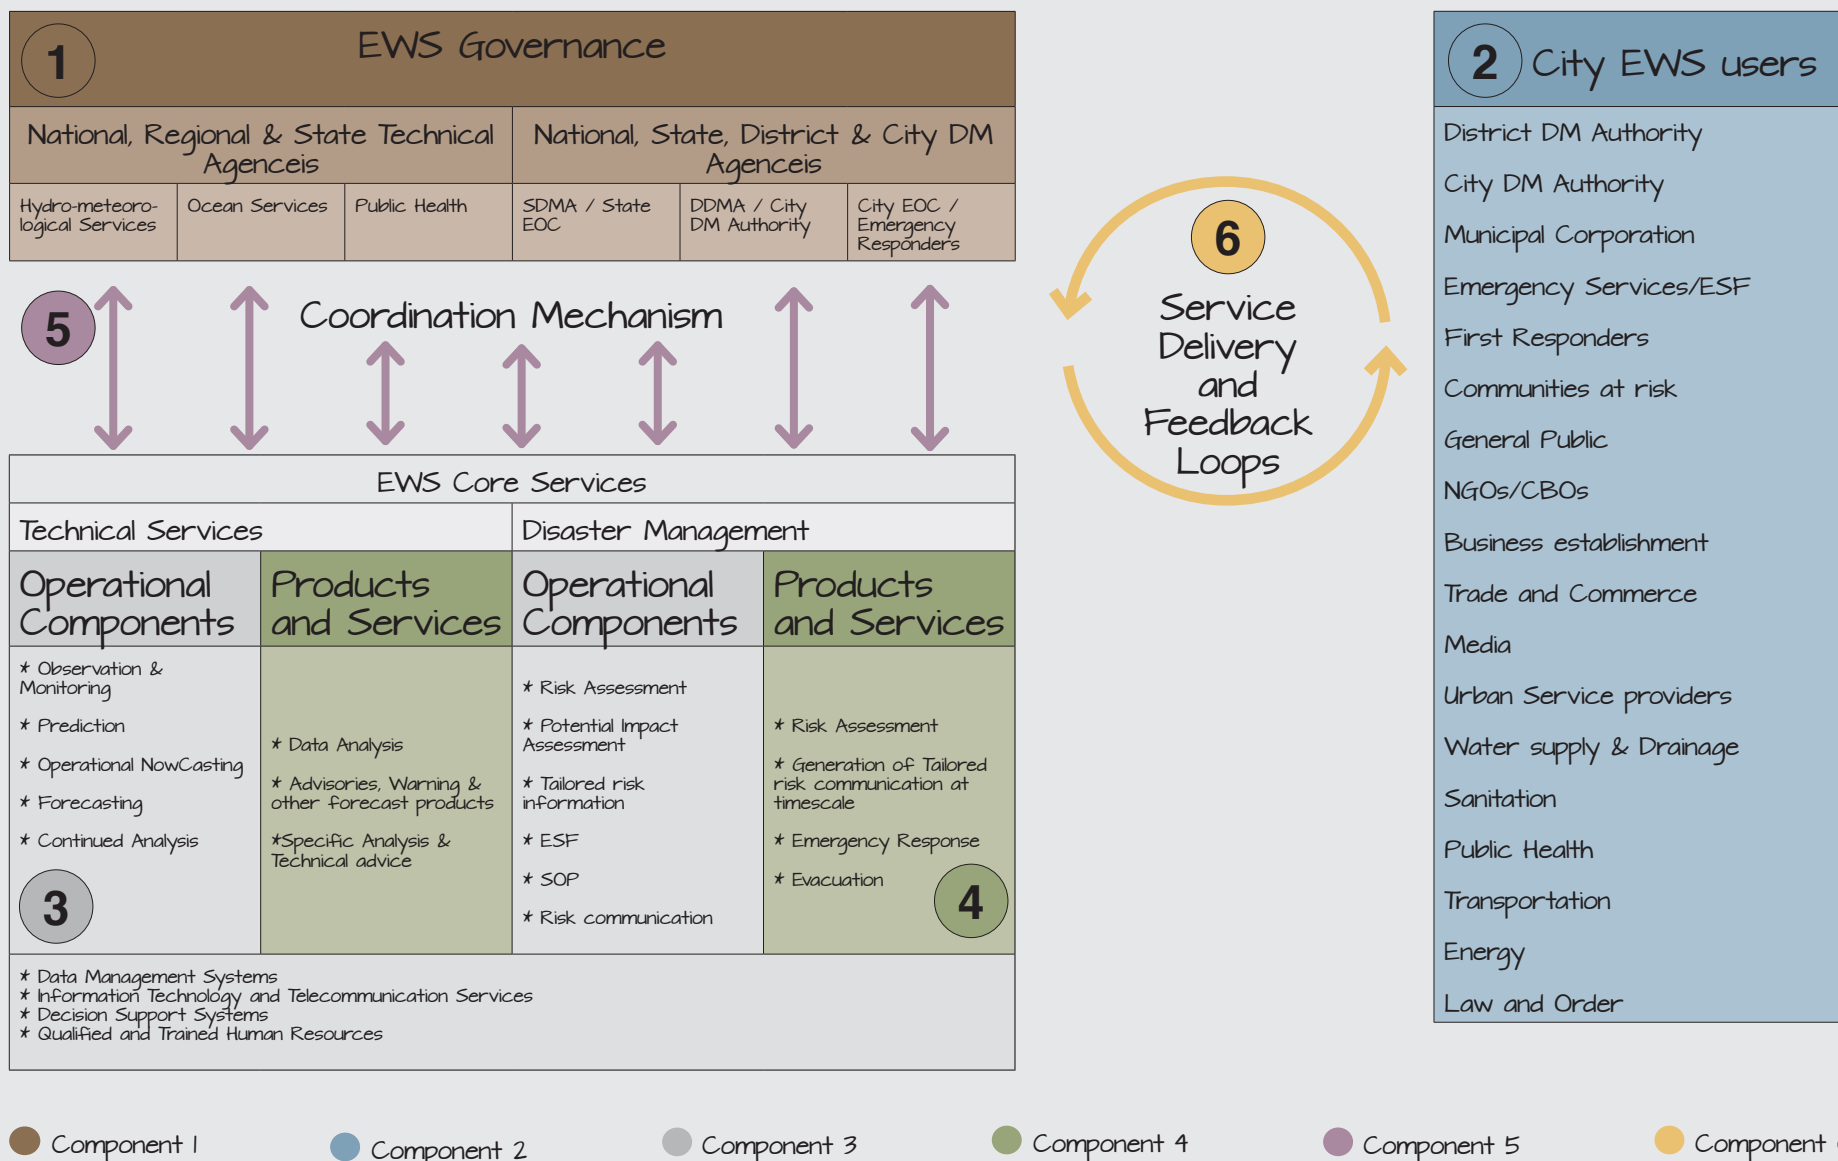 1
EWS Governance
National, Regional & State Technical
Agenceis
National, State, District & City DM
Agenceis
Hydro-meteoro-
logical Services
Ocean Services
Public Health
SDMA / State
EOC
DDMA / City
DM Authority
City EOC /
Emergency
Responders
5
Coordination Mechanism
EWS Core Services
Technical Services
Disaster Management
Operational
Components
Products
and Services
Operational
Components
Products
and Services
* Observation &
Monitoring
* Prediction
* Operational NowCasting
* Forecasting
* Continued Analysis
3
* Data Analysis
* Advisories, Warning &
other forecast products
*Specific Analysis &
Technical advice
* Risk Assessment
* Potential Impact
Assessment
* Tailored risk
information
* ESF
* SOP
* Risk communication
* Risk Assessment
* Generation of Tailored
risk communication at
timescale
* Emergency Response
* Evacuation
4
* Data Management Systems
* Information Technology and Telecommunication Services
* Decision Support Systems
* Qualified and Trained Human Resources
6
Service
Delivery
and
Feedback
Loops
2
City EWS users
District DM Authority
City DM Authority
Municipal Corporation
Emergency Services/ESF
First Responders
Communities at risk
General Public
NGOs/CBOs
Business establishment
Trade and Commerce
Media
Urban Service providers
Water supply & Drainage
Sanitation
Public Health
Transportation
Energy
Law and Order
Component 1
Component 2
Component 3
Component 4
Component 5
Component